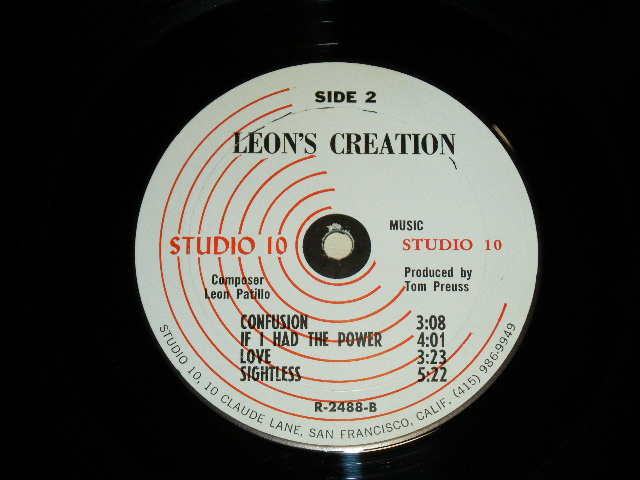 SIDE 2
LEON'S CREATION
MUSIC
STUDIO 10
STUDIO 10
Composer
Leon Patillo
Produced by
Tom Preuss
CONFUSION 3:08
IF I HAD THE POWER 4:01
LOVE 3:23
SIGHTLESS 5:22
R-2488-B
STUDIO 10, 10 CLAUDE LANE, SAN FRANCISCO, CALIF. (415) 986-9949